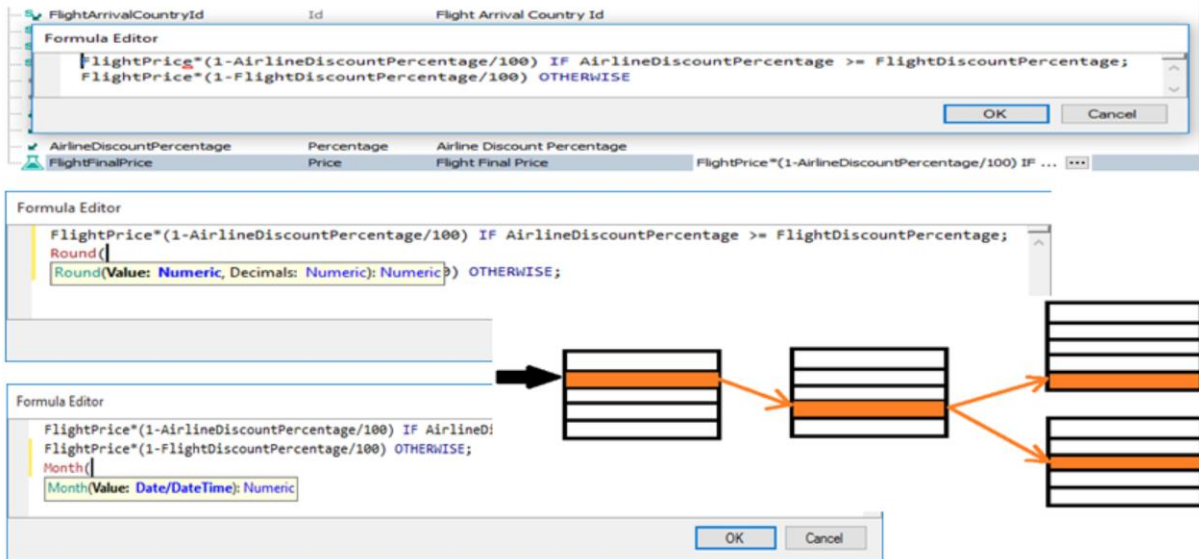 FlightArrivalCountryId Id Flight Arrival Country Id
Formula Editor
FlightPrice*(1-AirlineDiscountPercentage/100) IF AirlineDiscountPercentage >= FlightDiscountPercentage;
FlightPrice*(1-FlightDiscountPercentage/100) OTHERWISE
OK Cancel
AirlineDiscountPercentage Percentage Airline Discount Percentage
FlightFinalPrice Price Flight Final Price FlightPrice*(1-AirlineDiscountPercentage/100) IF ... ...
Formula Editor
FlightPrice*(1-AirlineDiscountPercentage/100) IF AirlineDiscountPercentage >= FlightDiscountPercentage;
Round(
Round(Value: Numeric, Decimals: Numeric): Numeric) OTHERWISE;
Formula Editor
FlightPrice*(1-AirlineDiscountPercentage/100) IF AirlineDi
FlightPrice*(1-FlightDiscountPercentage/100) OTHERWISE;
Month(
Month(Value: Date/DateTime): Numeric
OK Cancel